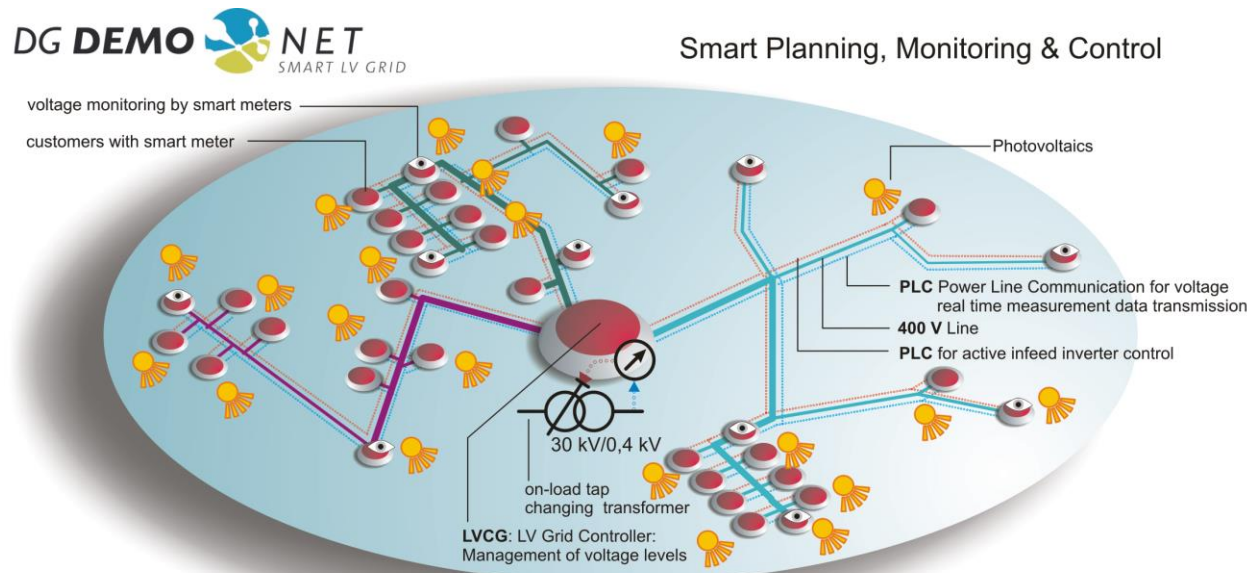 DG DEMO NET
SMART LV GRID
Smart Planning, Monitoring & Control
voltage monitoring by smart meters
customers with smart meter
Photovoltaics
PLC Power Line Communication for voltage
real time measurement data transmission
400 V Line
PLC for active infeed inverter control
30 kV/0,4 kV
on-load tap
changing transformer
LVCG: LV Grid Controller:
Management of voltage levels